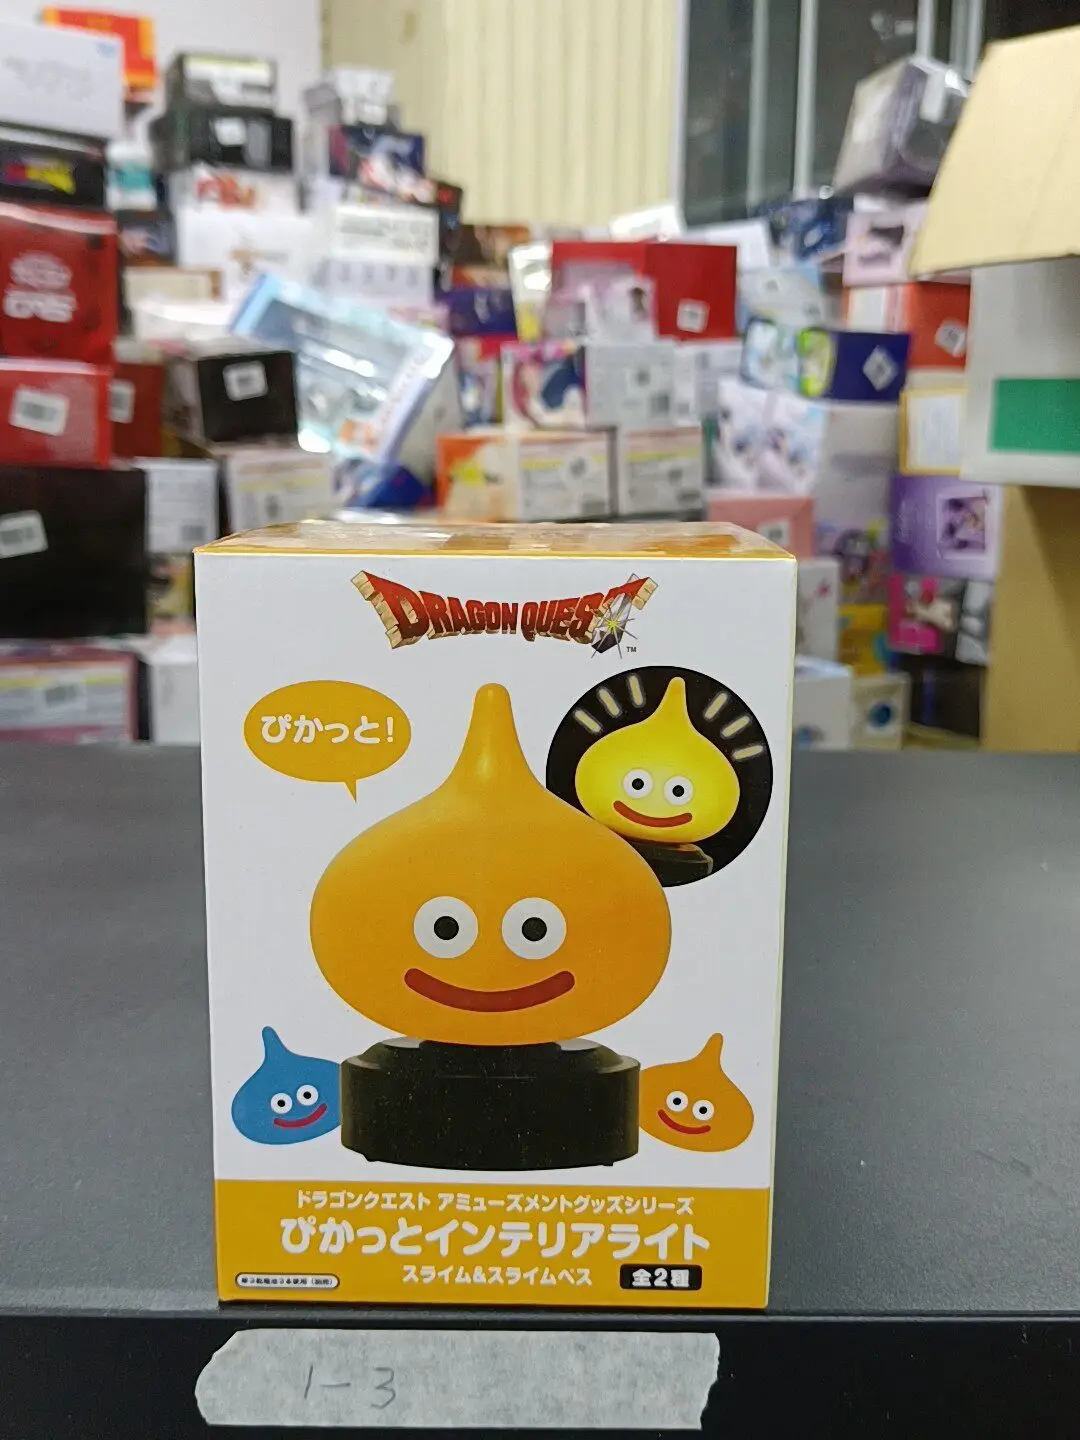 DRAGON QUEST
TM
ぴかっと!
ドラゴンクエスト アミューズメントグッズシリーズ
ぴかっとインテリアライト
スライム&スライムベス
全2種
1-3